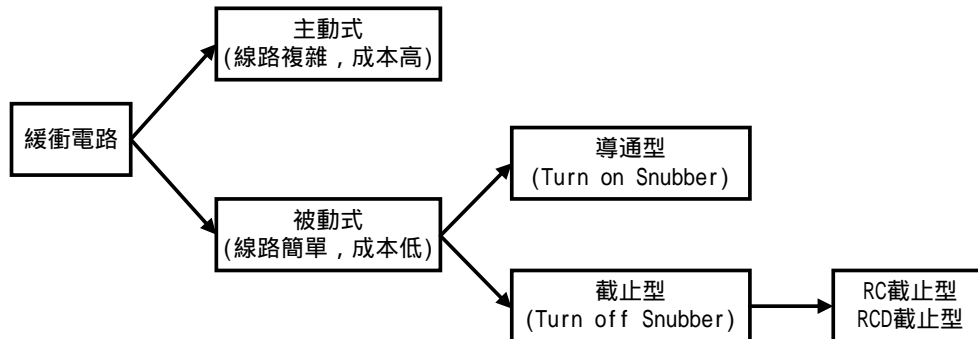 主動式
(線路複雜，成本高)
緩衝電路
導通型
(Turn on Snubber)
被動式
(線路簡單，成本低)
截止型
(Turn off Snubber)
RC截止型
RCD截止型